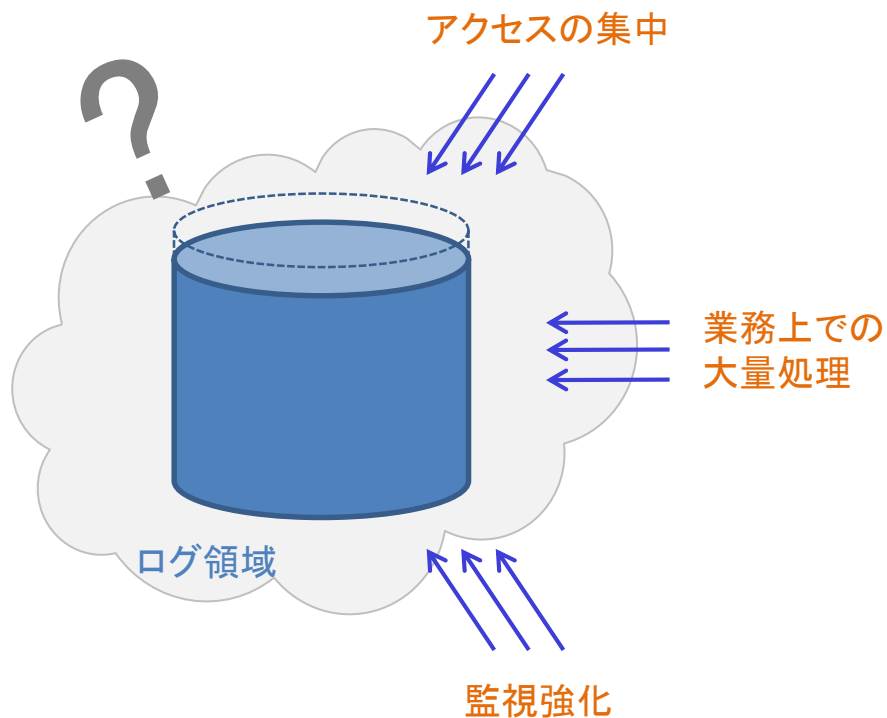 アクセスの集中
?
業務上での
大量処理
ログ領域
監視強化